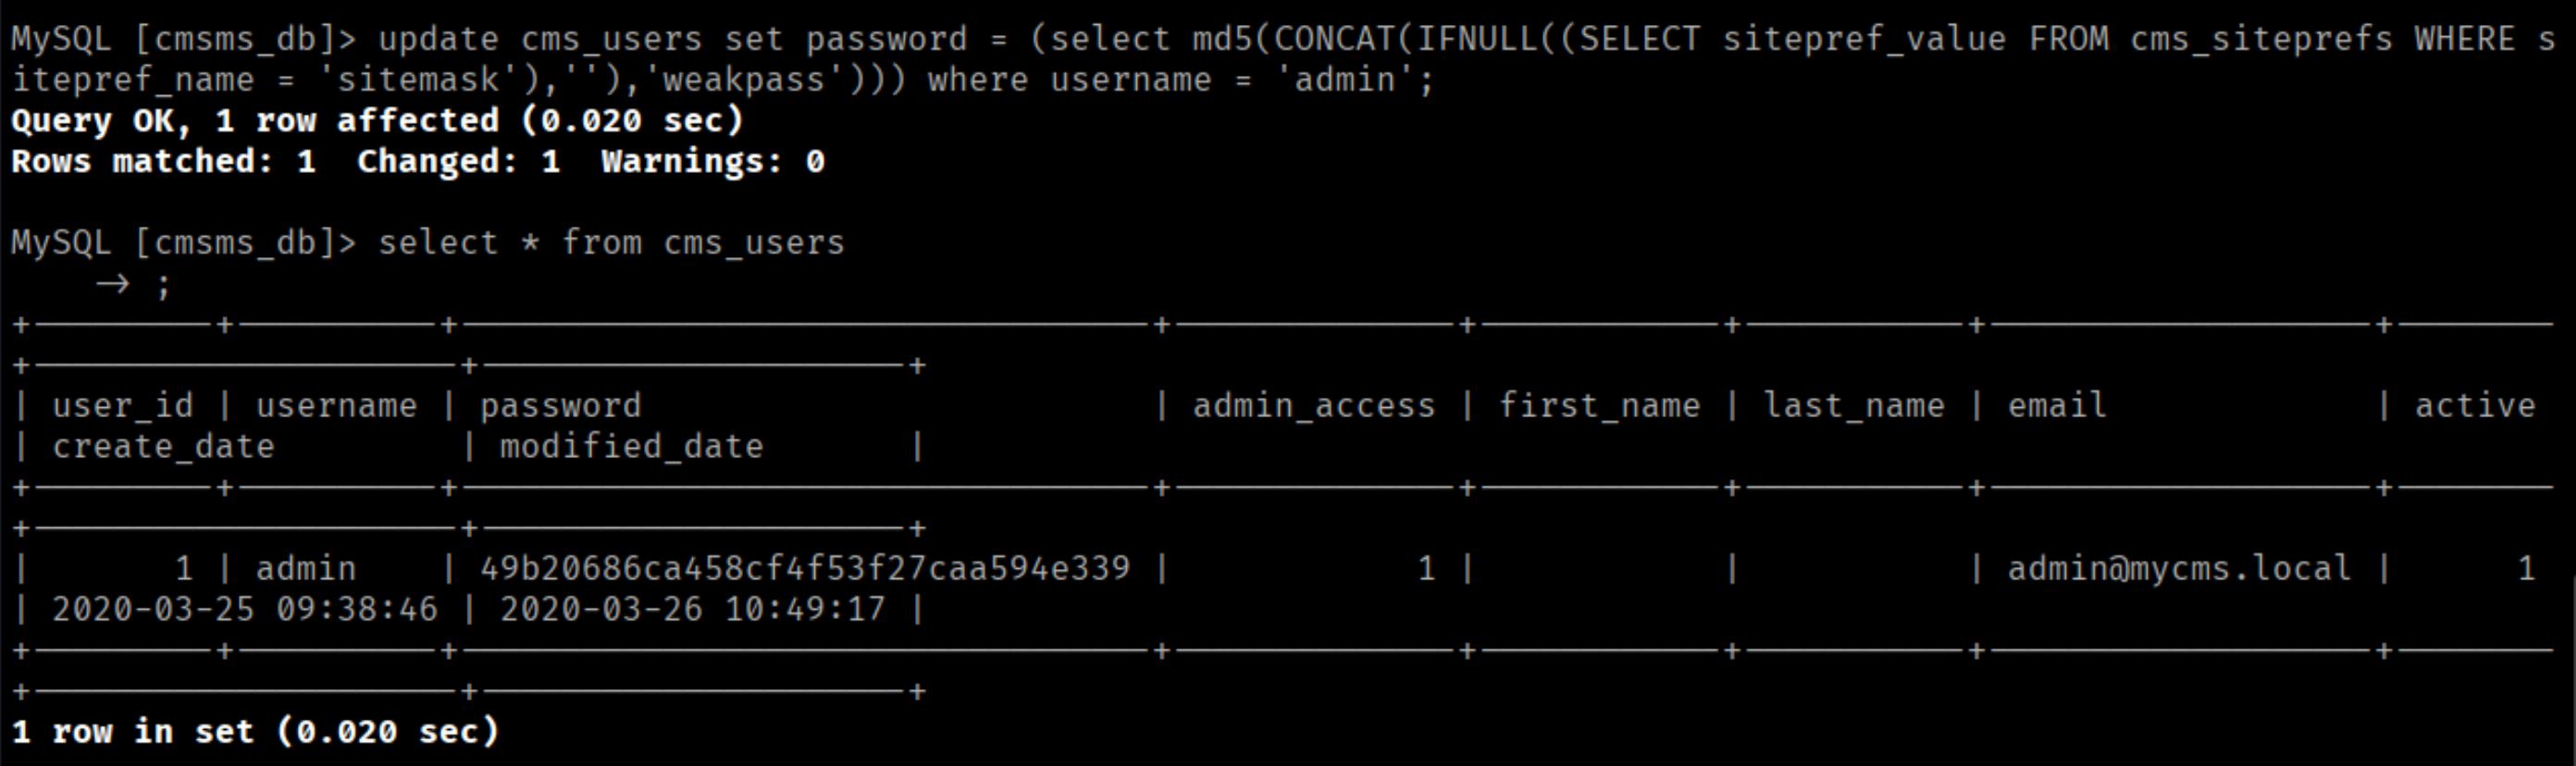 MySQL [cmsms_db]> update cms_users set password = (select md5(CONCAT(IFNULL((SELECT sitepref_value FROM cms_siteprefs WHERE s
itepref_name = 'sitemask'),''),'weakpass'))) where username = 'admin';
Query OK, 1 row affected (0.020 sec)
Rows matched: 1  Changed: 1  Warnings: 0
MySQL [cmsms_db]> select * from cms_users
    → ;
+---------+----------+----------------------------------+--------------+------------+-----------+-------------------+--------
+---------------------+---------------------+
| user_id | username | password                         | admin_access | first_name | last_name | email             | active
| create_date         | modified_date       |
+---------+----------+----------------------------------+--------------+------------+-----------+-------------------+--------
+---------------------+---------------------+
|       1 | admin    | 49b20686ca458cf4f53f27caa594e339 |            1 |            |           | admin@mycms.local |      1
| 2020-03-25 09:38:46 | 2020-03-26 10:49:17 |
+---------+----------+----------------------------------+--------------+------------+-----------+-------------------+--------
+---------------------+---------------------+
1 row in set (0.020 sec)